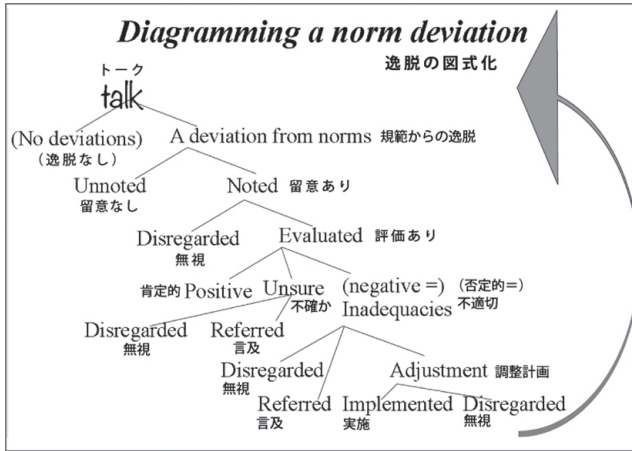 Diagramming a norm deviation
逸脱の図式化
トーク
talk
(No deviations) A deviation from norms 規範からの逸脱
(逸脱なし)
Unnoted Noted 留意あり
留意なし
Disregarded Evaluated 評価あり
無視
肯定的 Positive Unsure (negative =) (否定的=)
不確か Inadequacies 不適切
Disregarded Referred
無視 言及
Disregarded Adjustment 調整計画
無視
Referred Implemented Disregarded
言及 実施 無視